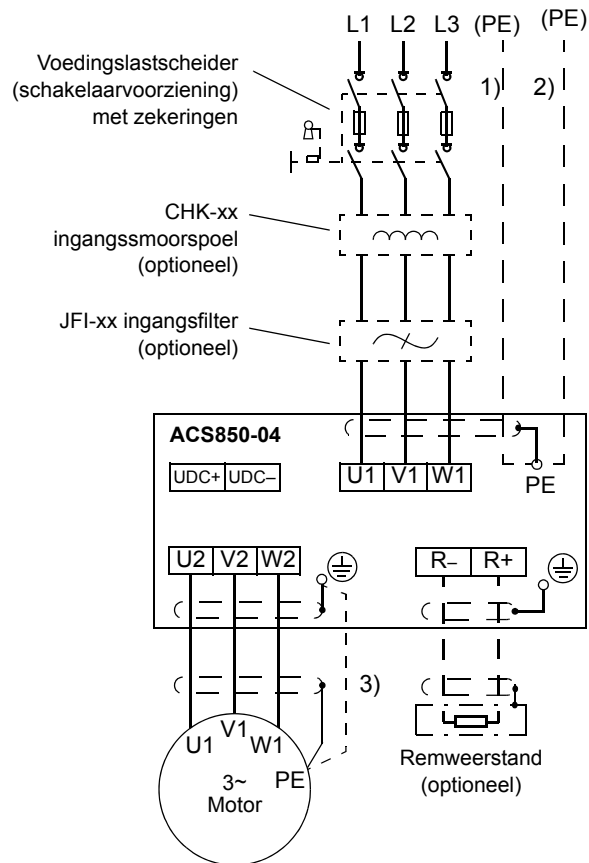 L1 L2 L3 (PE) (PE)
Voedingslastscheider
(schakelaarvoorziening)
met zekeringen
1) 2)
CHK-xx
ingangssmoorspoel
(optioneel)
JFI-xx ingangsfilter
(optioneel)
ACS850-04
UDC+ UDC–
U1 V1 W1
PE
U2 V2 W2
R– R+
3)
U1 V1 W1
PE
3~
Motor
Remweerstand
(optioneel)